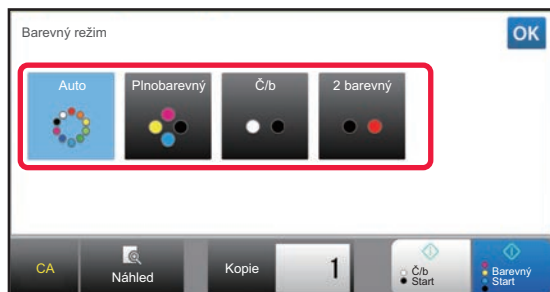 Barevný režim
OK
Auto
Plnobarevný
Č/b
2 barevný
CA
Náhled
Kopie
1
Č/b
Start
Barevný
Start